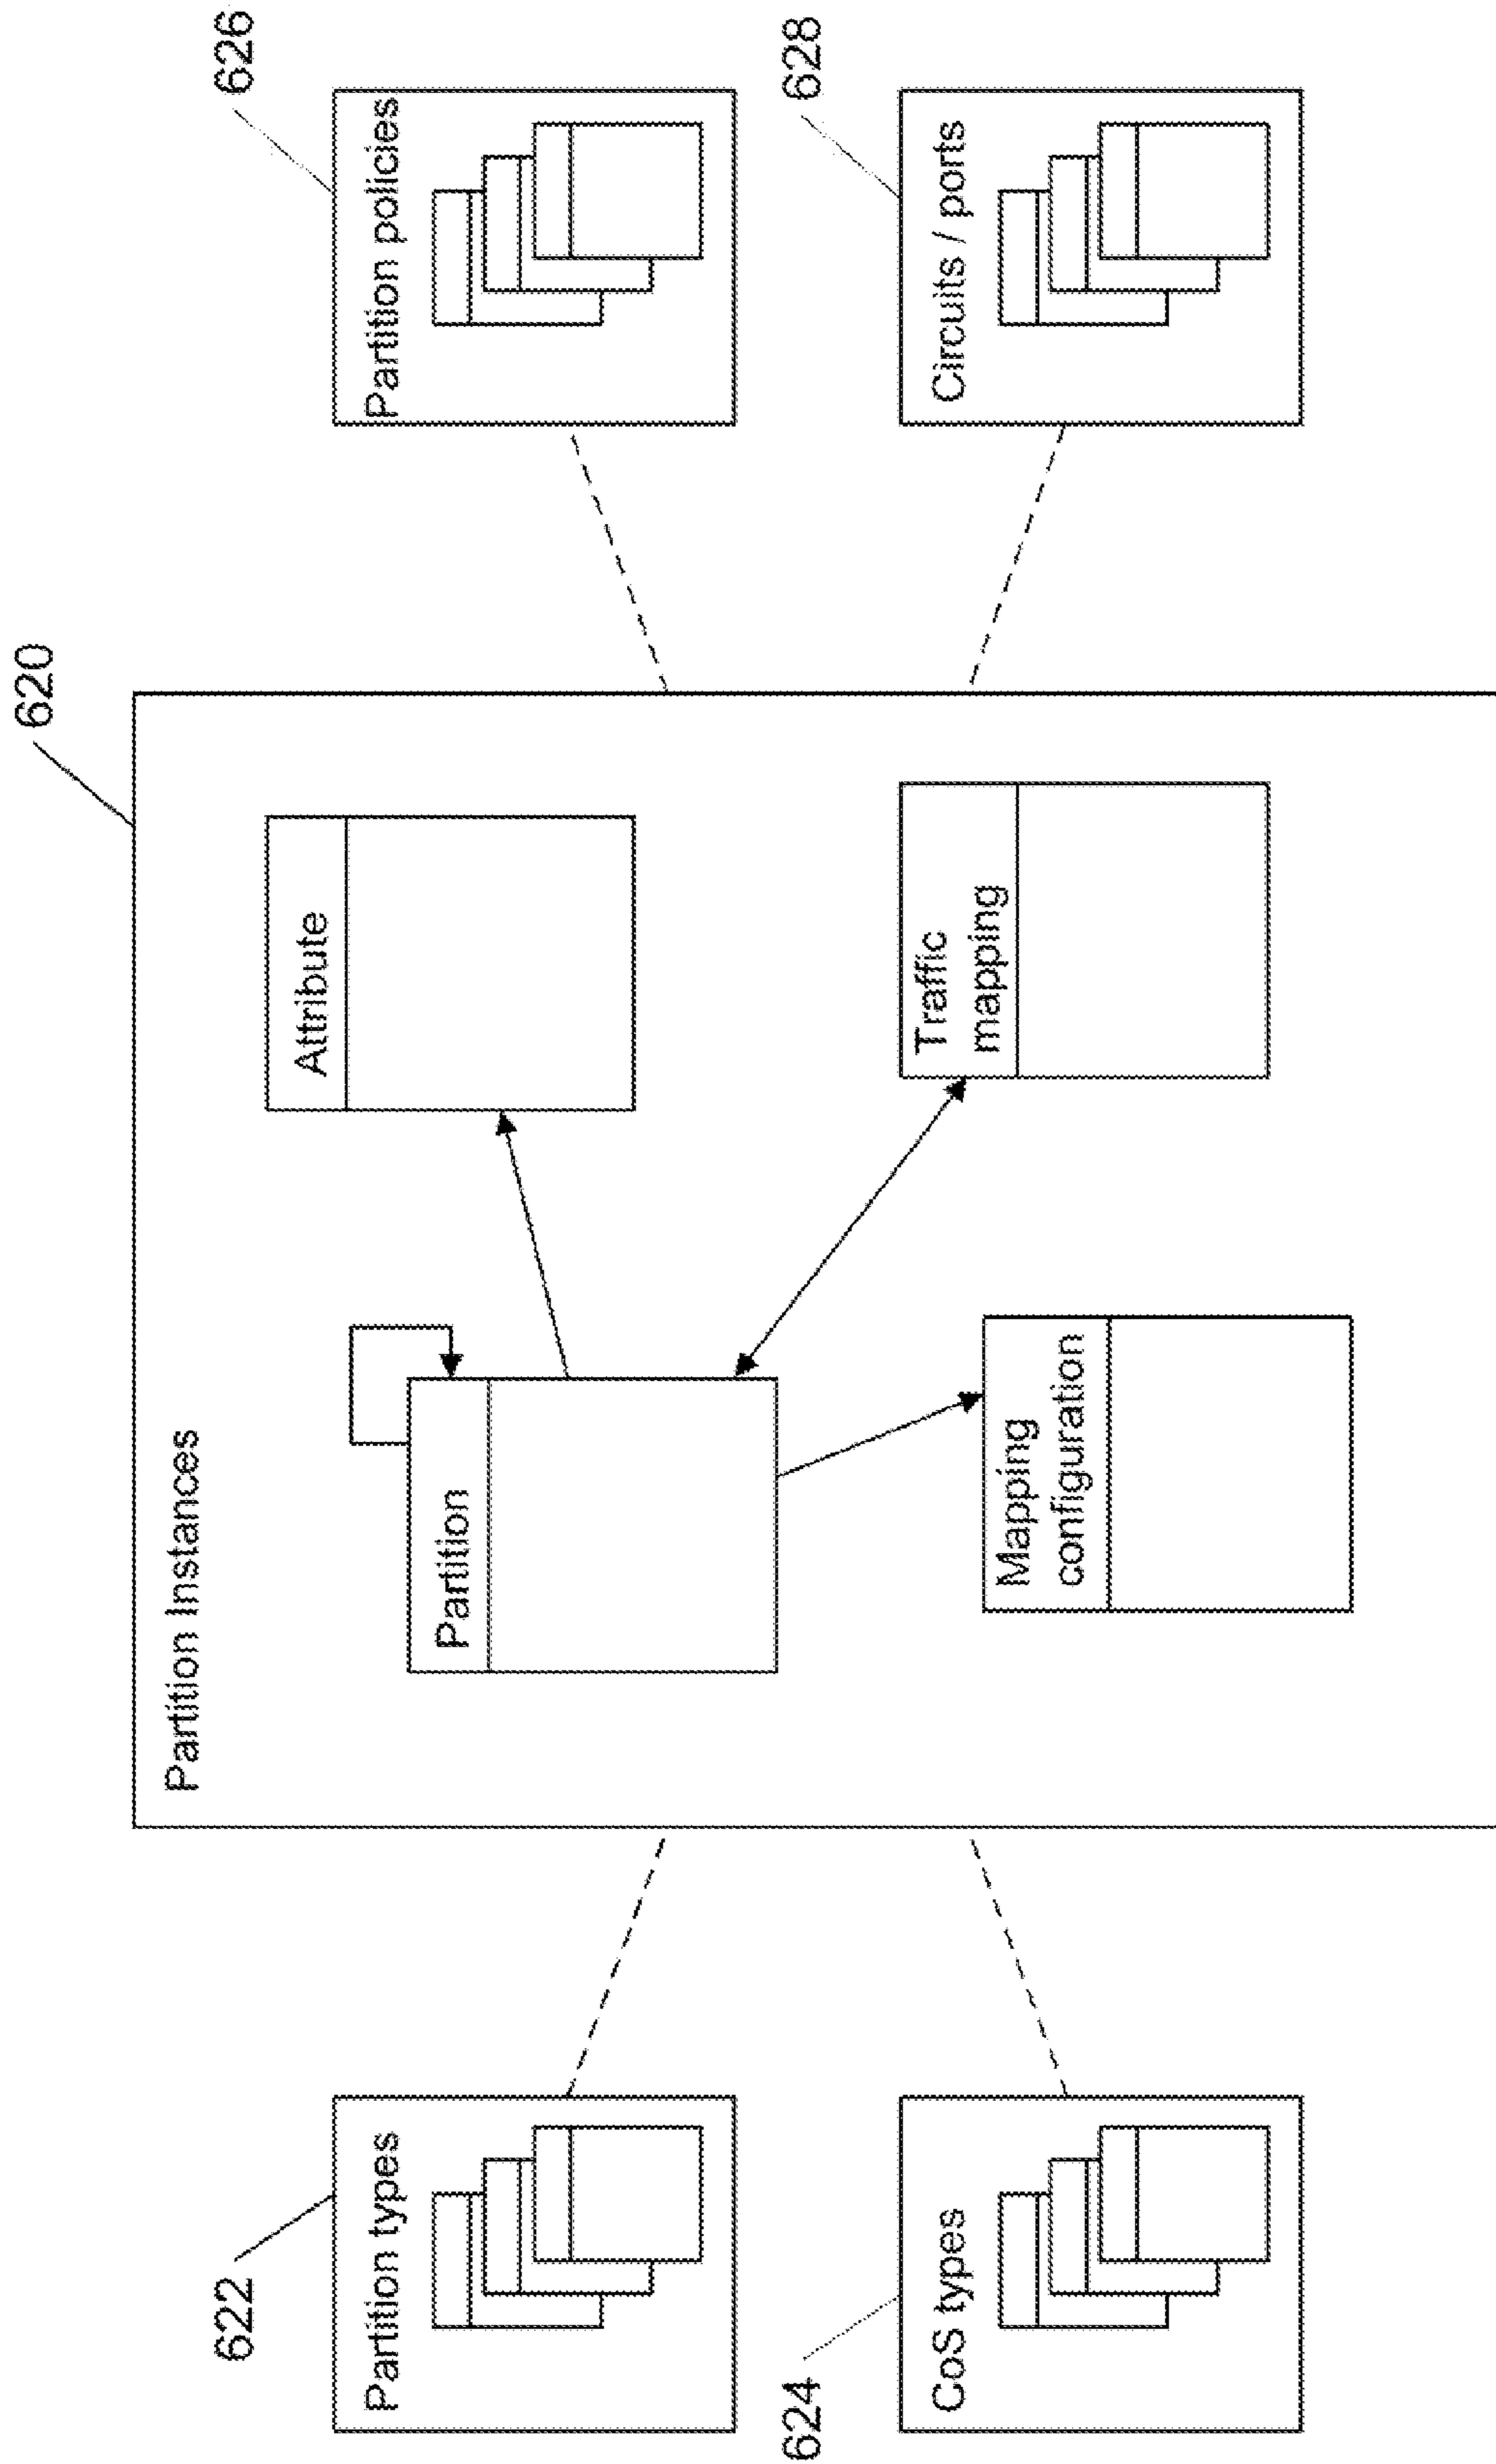 620
Partition Instances
622
Partition types
624
CoS types
Partition
Attribute
Mapping
configuration
Traffic
mapping
626
Partition policies
628
Circuits / ports